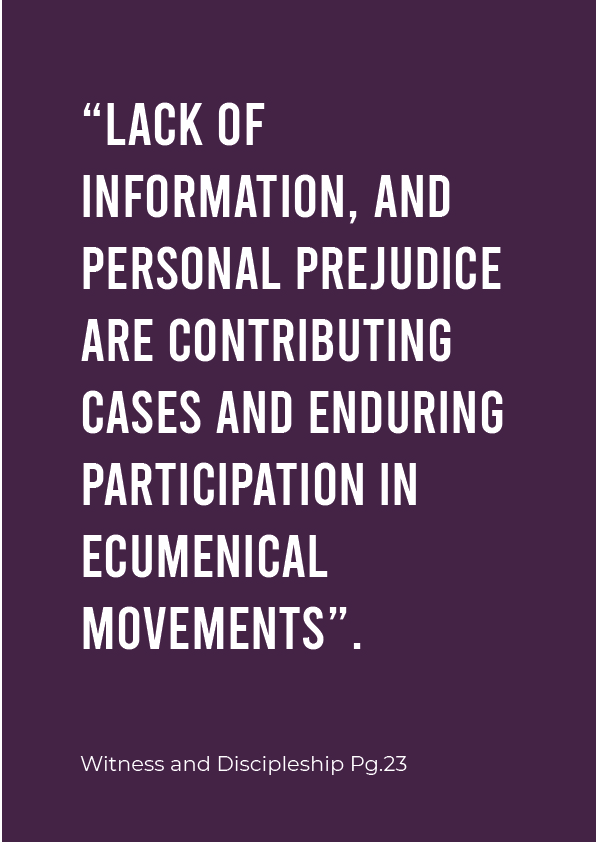 “LACK OF
INFORMATION, AND
PERSONAL PREJUDICE
ARE CONTRIBUTING
CASES AND ENDURING
PARTICIPATION IN
ECUMENICAL
MOVEMENTS”.
Witness and Discipleship Pg.23